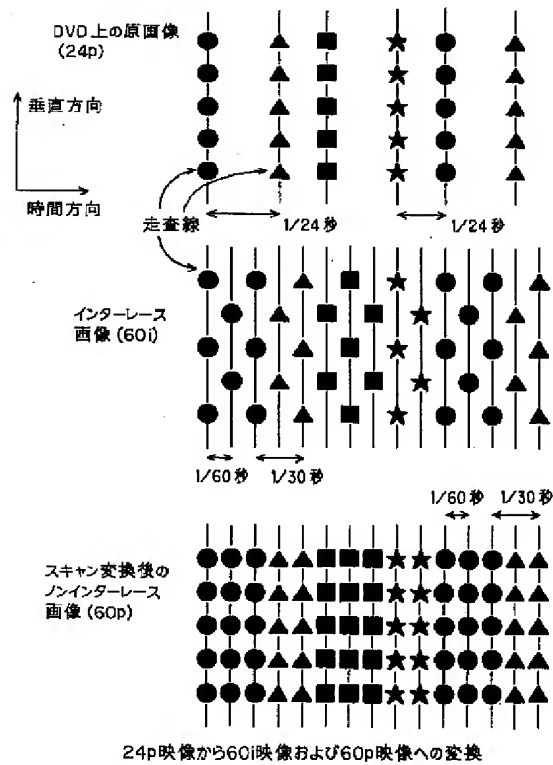 DVD上の原画像
(24p)
垂直方向
時間方向
走査線
1/24秒
1/24秒
インターレース
画像(60i)
1/60秒
1/30秒
1/60秒
1/30秒
スキャン変換後の
ノンインターレース
画像(60p)
24p映像から60i映像および60p映像への変換